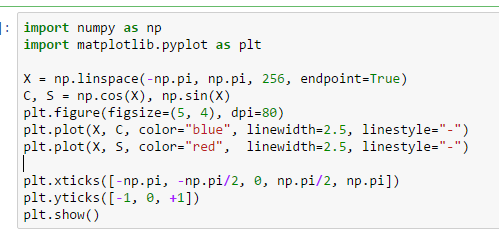 ]:
import numpy as np
import matplotlib.pyplot as plt
X = np.linspace(-np.pi, np.pi, 256, endpoint=True)
C, S = np.cos(X), np.sin(X)
plt.figure(figsize=(5, 4), dpi=80)
plt.plot(X, C, color="blue", linewidth=2.5, linestyle="-")
plt.plot(X, S, color="red",  linewidth=2.5, linestyle="-")
plt.xticks([-np.pi, -np.pi/2, 0, np.pi/2, np.pi])
plt.yticks([-1, 0, +1])
plt.show()